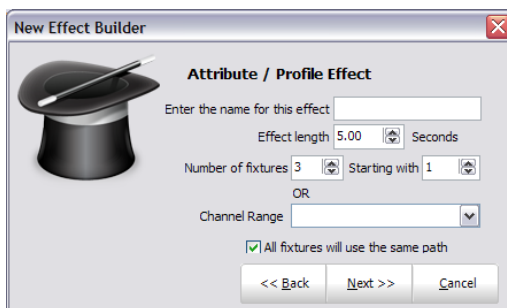 New Effect Builder
Attribute / Profile Effect
Enter the name for this effect
Effect length 5.00 Seconds
Number of fixtures 3 Starting with 1
OR
Channel Range
All fixtures will use the same path
<< Back Next >> Cancel